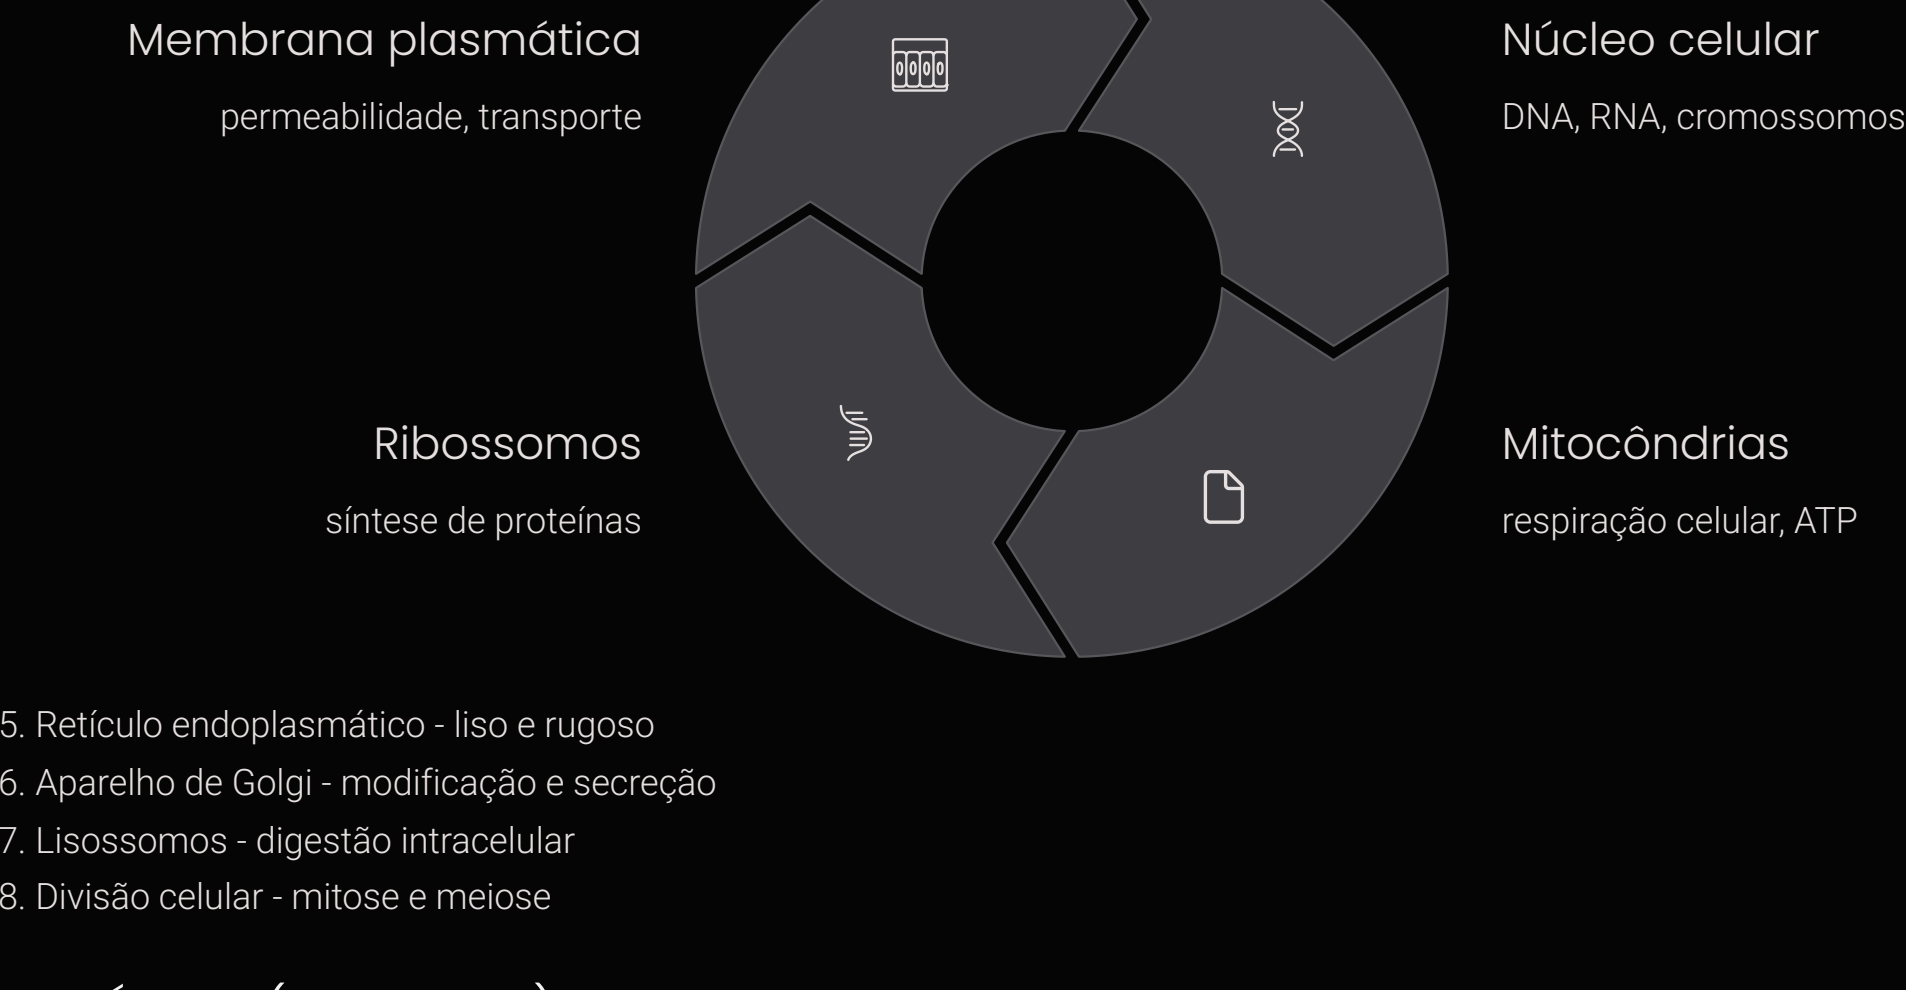 Membrana plasmática
permeabilidade, transporte
Núcleo celular
DNA, RNA, cromossomos
Ribossomos
síntese de proteínas
Mitocôndrias
respiração celular, ATP
5. Retículo endoplasmático - liso e rugoso
6. Aparelho de Golgi - modificação e secreção
7. Lisossomos - digestão intracelular
8. Divisão celular - mitose e meiose